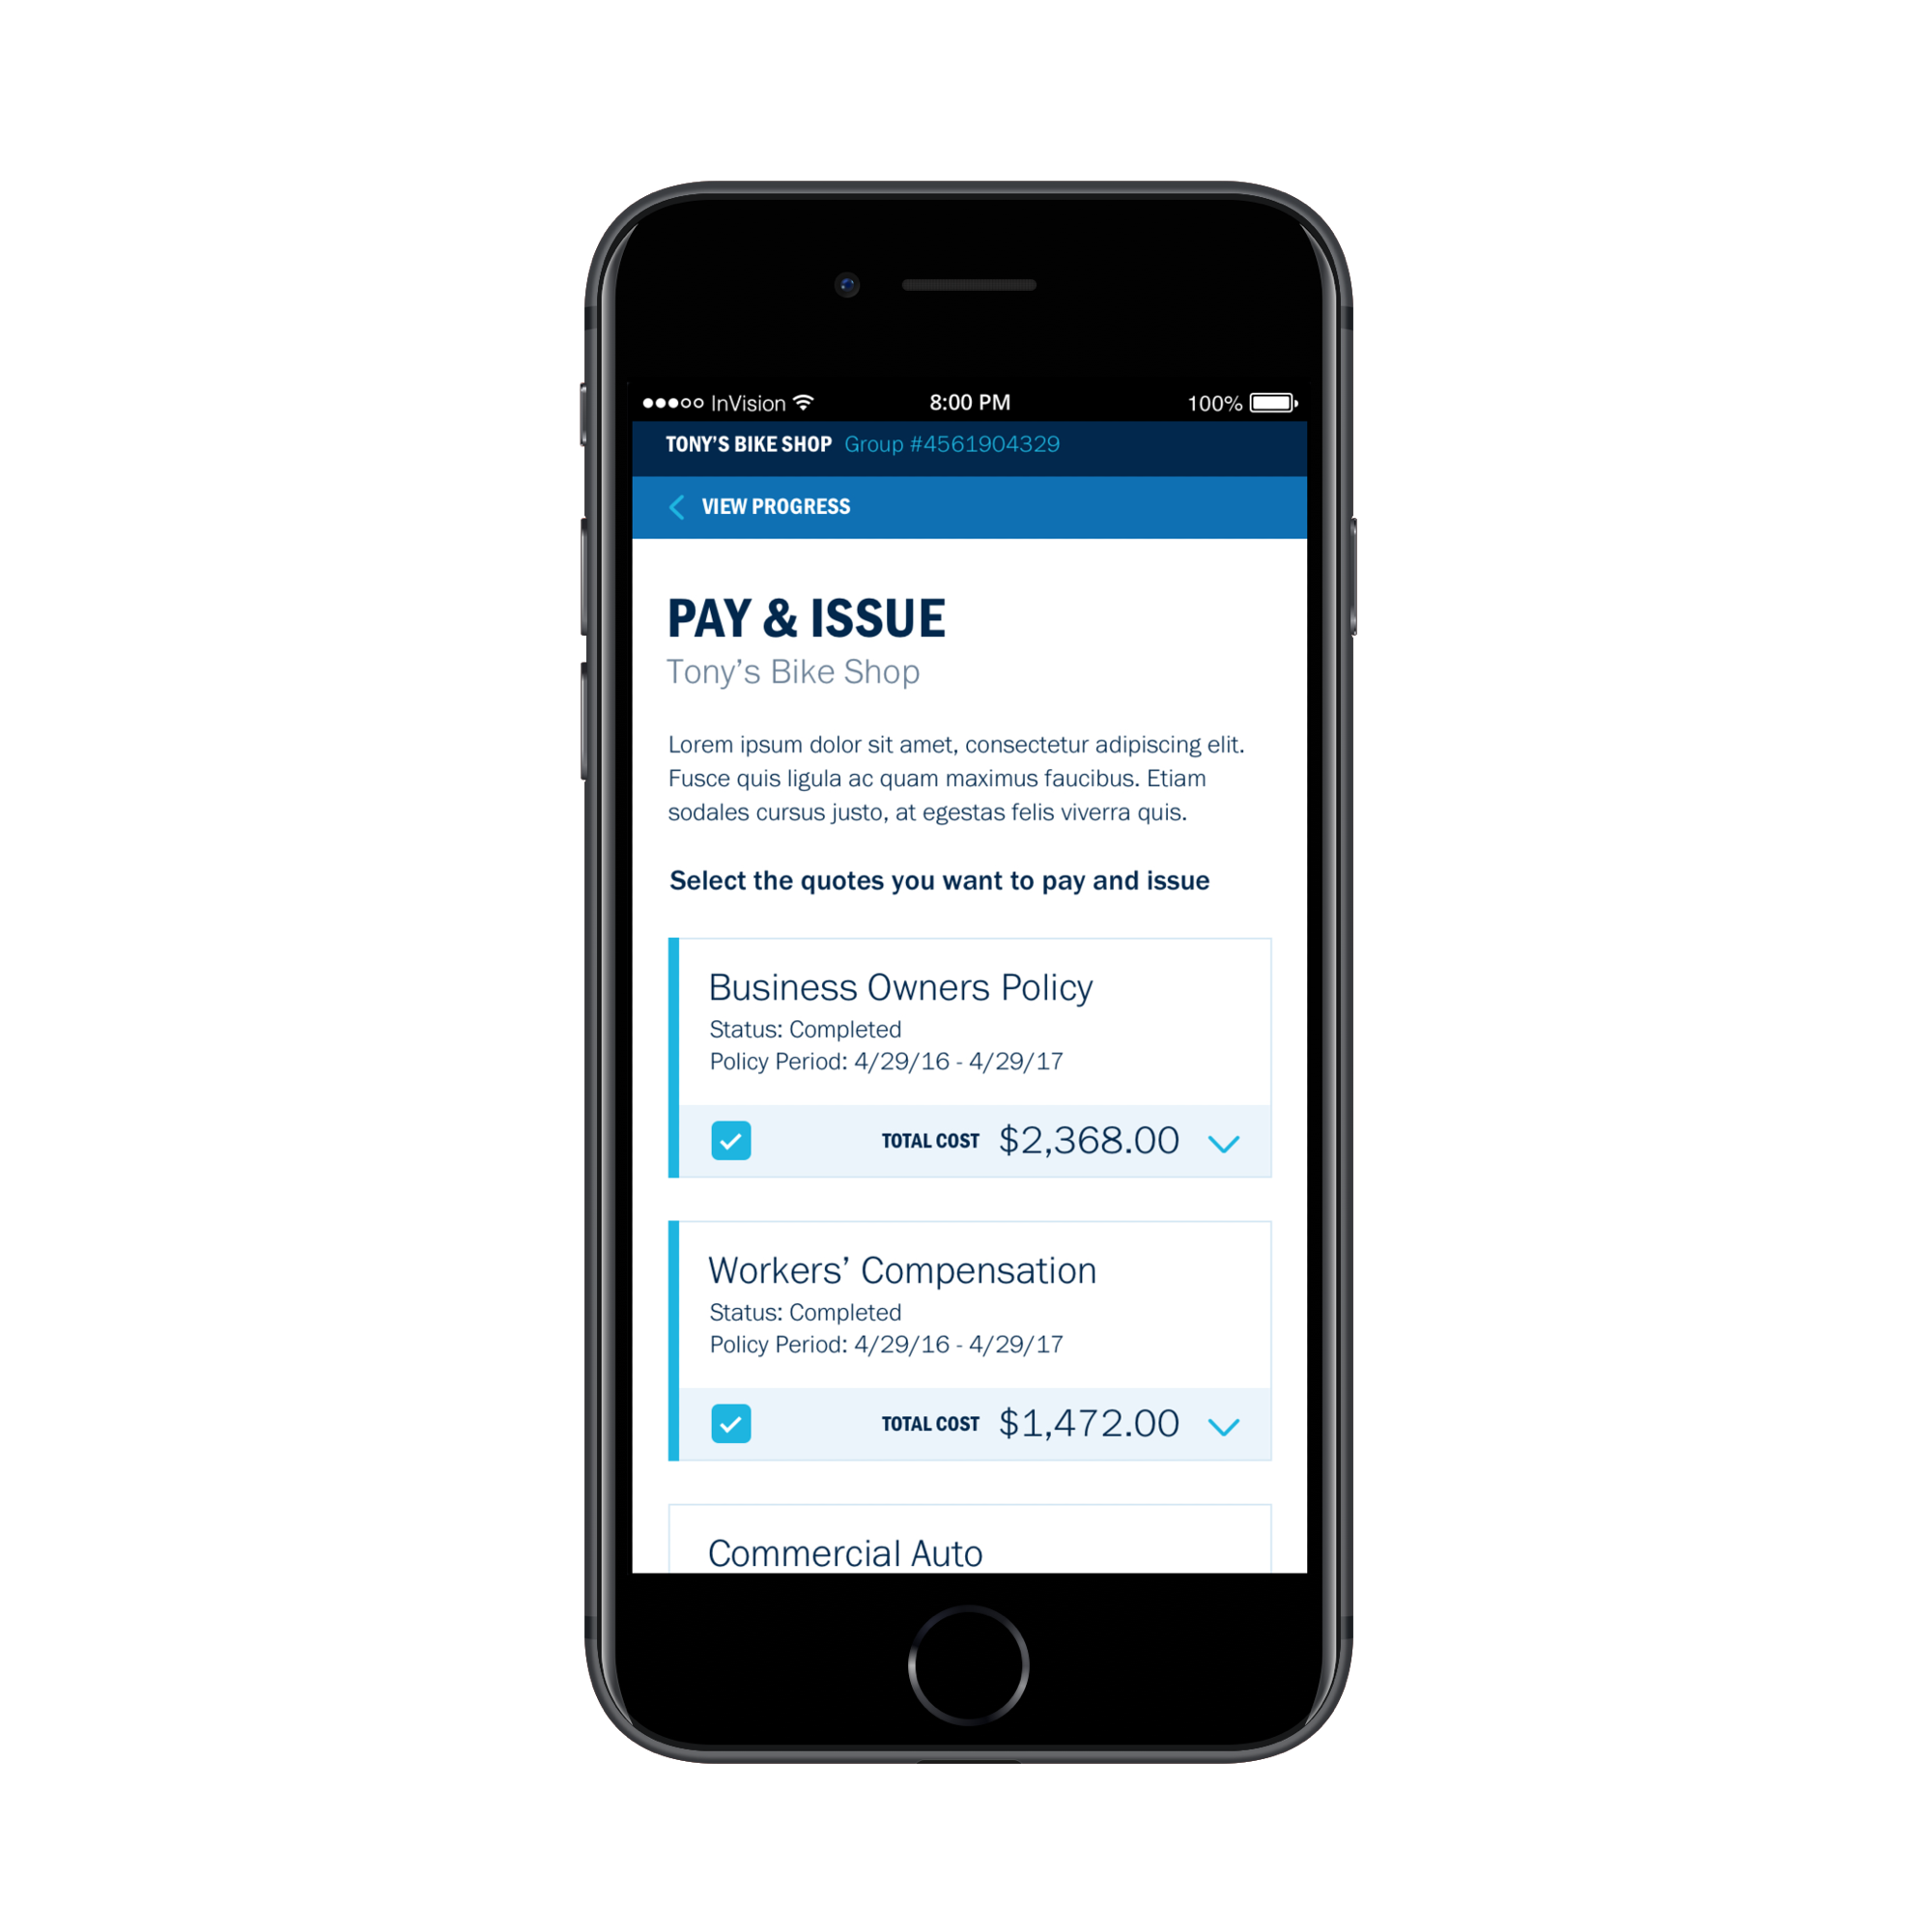 InVision 8:00 PM 100%
TONY'S BIKE SHOP Group #4561904329
VIEW PROGRESS
PAY & ISSUE
Tony's Bike Shop
Lorem ipsum dolor sit amet, consectetur adipiscing elit.
Fusce quis ligula ac quam maximus faucibus. Etiam
sodales cursus justo, at egestas felis viverra quis.
Select the quotes you want to pay and issue
Business Owners Policy
Status: Completed
Policy Period: 4/29/16 - 4/29/17
TOTAL COST $2,368.00
Workers’ Compensation
Status: Completed
Policy Period: 4/29/16 - 4/29/17
TOTAL COST $1,472.00
Commercial Auto